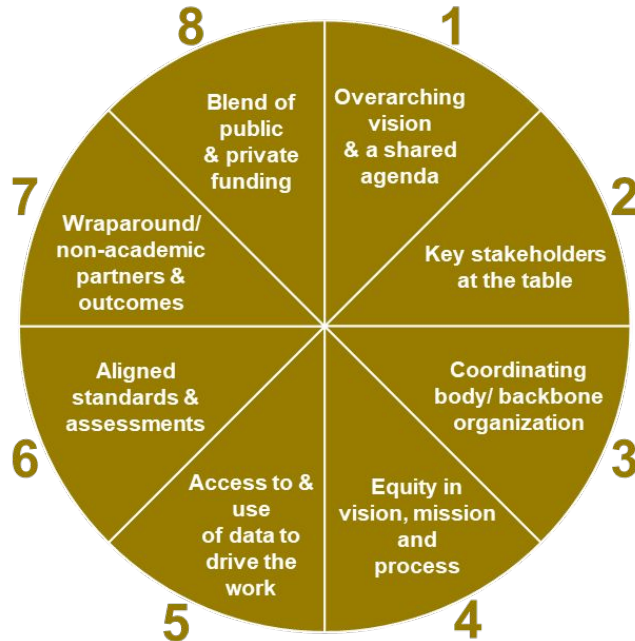 1
Overarching
vision
& a shared
agenda
2
Key stakeholders
at the table
3
Coordinating
body/ backbone
organization
4
Equity in
vision, mission
and
process
5
Access to &
use
of data to
drive the
work
6
Aligned
standards &
assessments
7
Wraparound/
non-academic
partners &
outcomes
8
Blend of
public
& private
funding